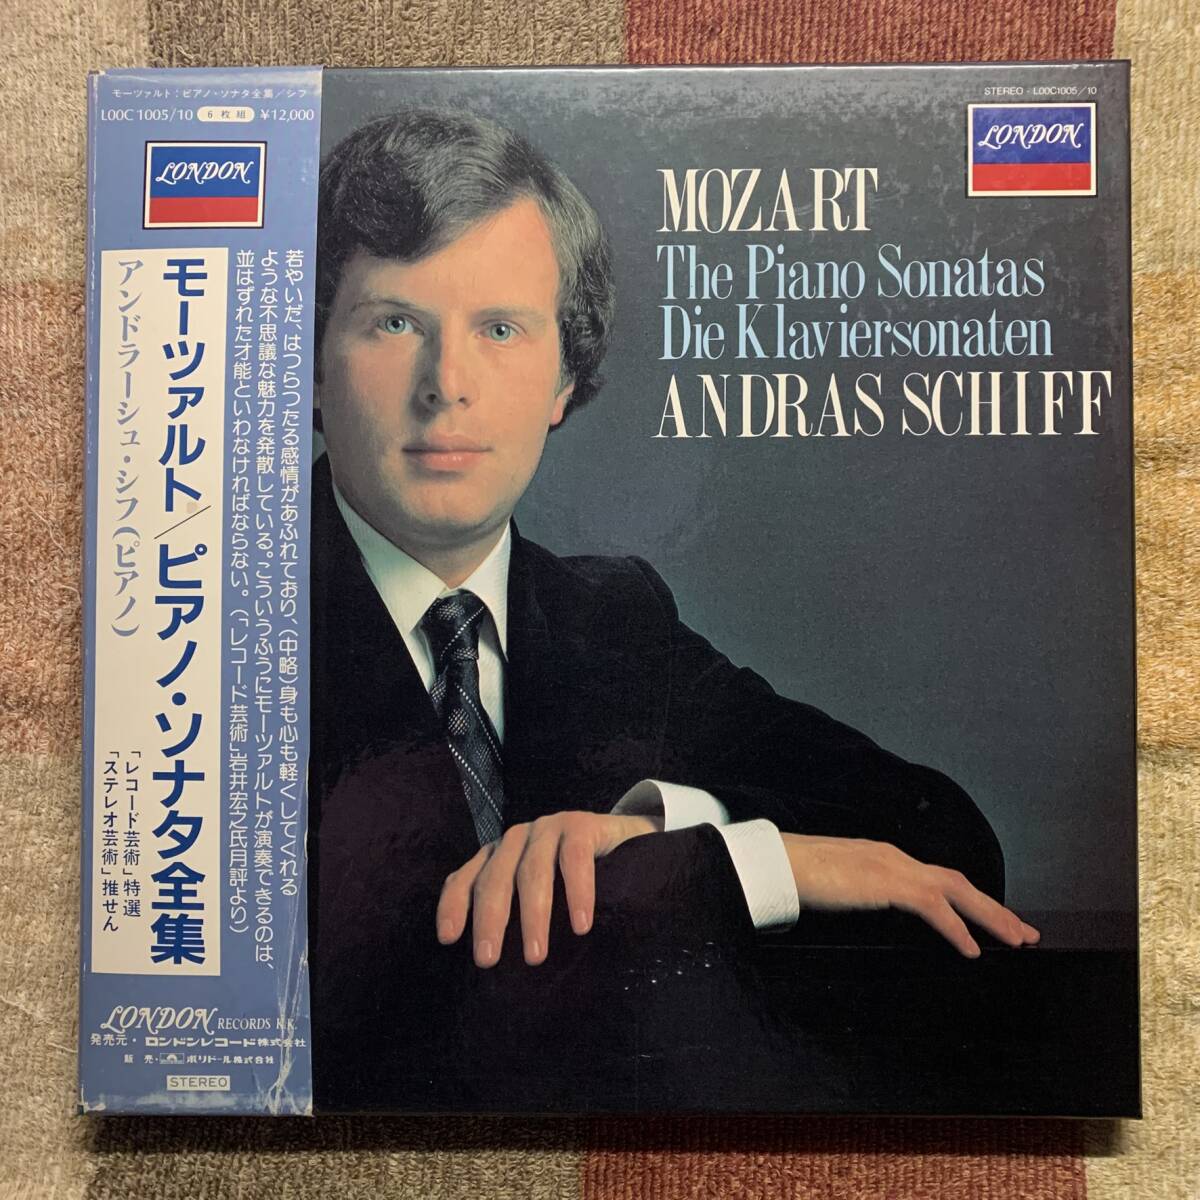 モーツァルト：ピアノ・ソナタ全集／シフ
L00C 1005/10 6枚組 ¥12,000
LONDON
若やいだ、はつらつたる感情があふれており、(中略)身も心も軽くしてくれる
ような不思議な魅力を発散している。こういうふうにモーツァルトが演奏できるのは、
並はずれた才能といわなければならない。(「レコード芸術」岩井宏之氏月評より)
モーツァルト／ピアノ・ソナタ全集
アンドラーシュ・シフ(ピアノ)
「レコード芸術」特選
「ステレオ芸術」推せん
LONDON RECORDS K.K.
発売元・ロンドンレコード株式会社
販売・ポリドール株式会社
STEREO
STEREO・L00C1005/10
LONDON
MOZART
The Piano Sonatas
Die Klaviersonaten
ANDRAS SCHIFF